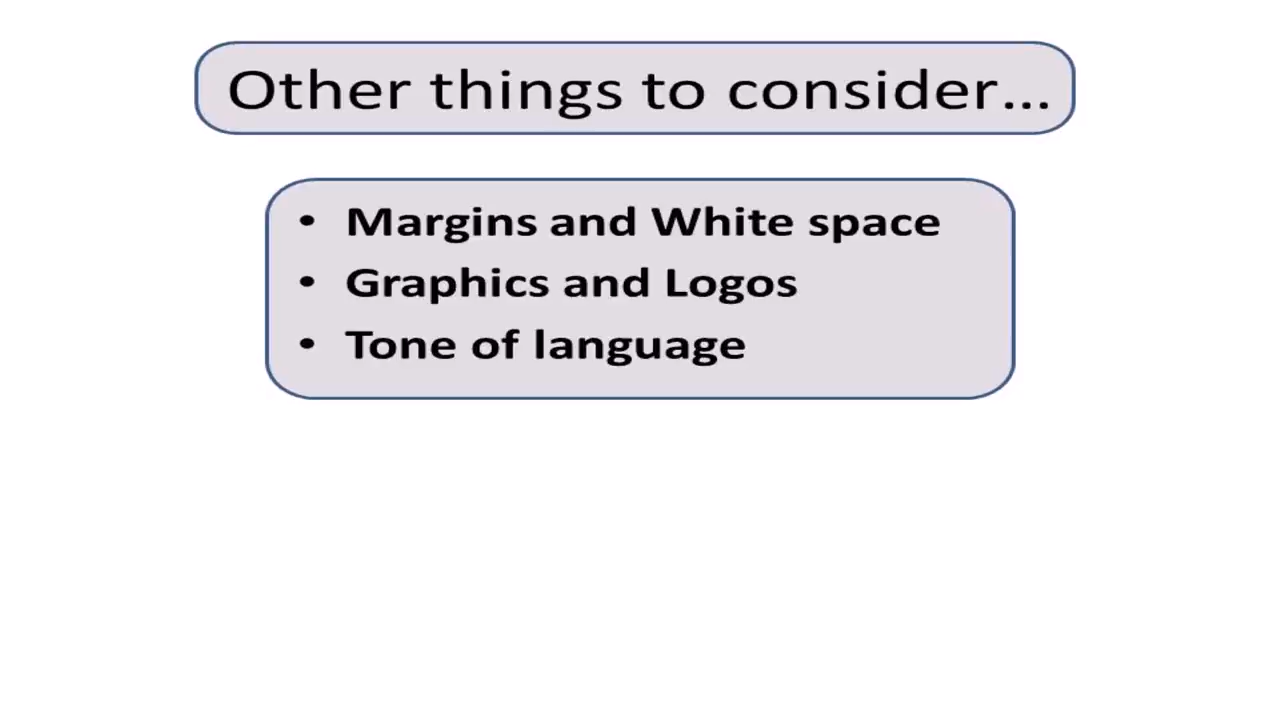 Other things to consider...
• Margins and White space
• Graphics and Logos
• Tone of language